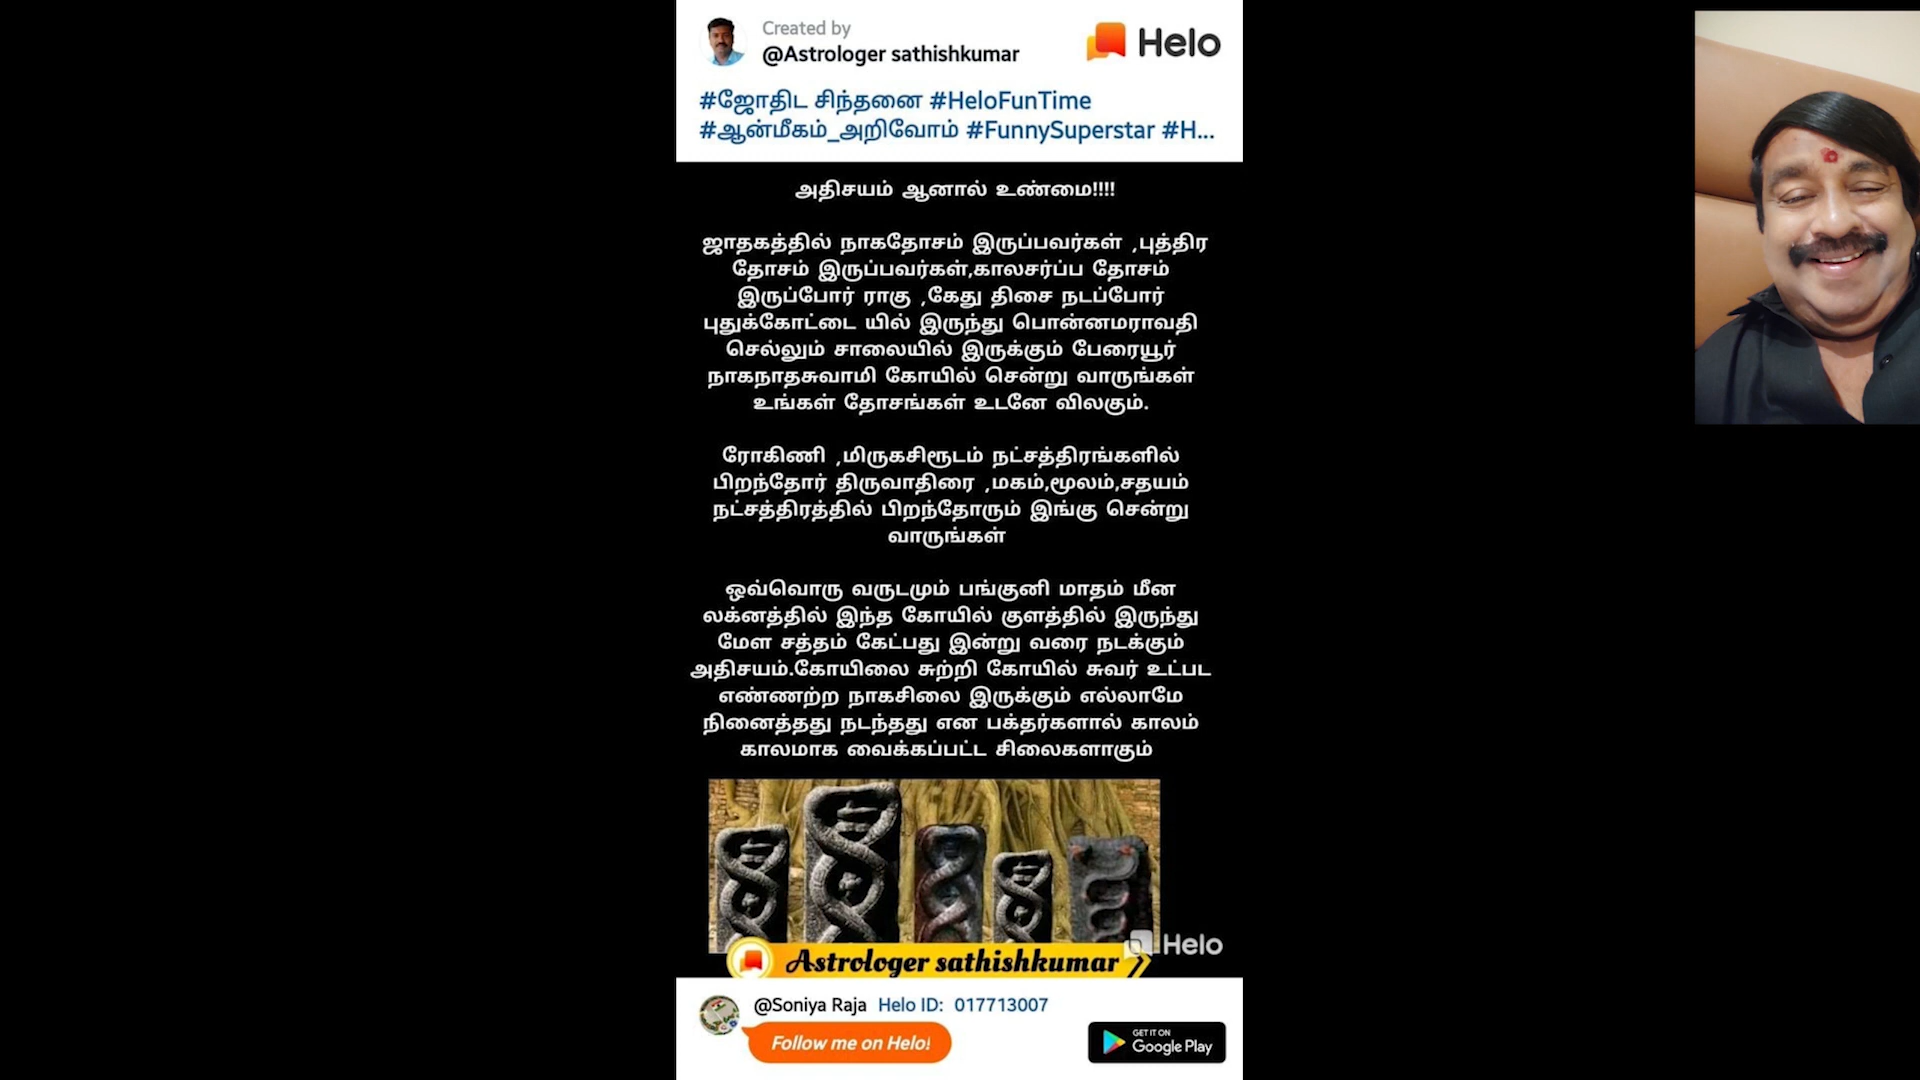 Created by
@Astrologer sathishkumar
Helo
#ஜோதிட சிந்தனை #HeloFunTime
#ஆன்மீகம்_அறிவோம் #FunnySuperstar #H...
அதிசயம் ஆனால் உண்மை!!!!
ஜாதகத்தில் நாகதோசம் இருப்பவர்கள் ,புத்திர
தோசம் இருப்பவர்கள்,காலசர்ப்ப தோசம்
இருப்போர் ராகு ,கேது திசை நடப்போர்
புதுக்கோட்டை யில் இருந்து பொன்னமராவதி
செல்லும் சாலையில் இருக்கும் பேரையூர்
நாகநாதசுவாமி கோயில் சென்று வாருங்கள்
உங்கள் தோசங்கள் உடனே விலகும்.
ரோகிணி ,மிருகசிரூடம் நட்சத்திரங்களில்
பிறந்தோர் திருவாதிரை ,மகம்,மூலம்,சதயம்
நட்சத்திரத்தில் பிறந்தோரும் இங்கு சென்று
வாருங்கள்
ஒவ்வொரு வருடமும் பங்குனி மாதம் மீன
லக்னத்தில் இந்த கோயில் குளத்தில் இருந்து
மேள சத்தம் கேட்பது இன்று வரை நடக்கும்
அதிசயம்.கோயிலை சுற்றி கோயில் சுவர் உட்பட
எண்ணற்ற நாகசிலை இருக்கும் எல்லாமே
நினைத்தது நடந்தது என பக்தர்களால் காலம்
காலமாக வைக்கப்பட்ட சிலைகளாகும்
Helo
Astrologer sathishkumar
@Soniya Raja Helo ID: 017713007
Follow me on Helo!
GET IT ON
Google Play